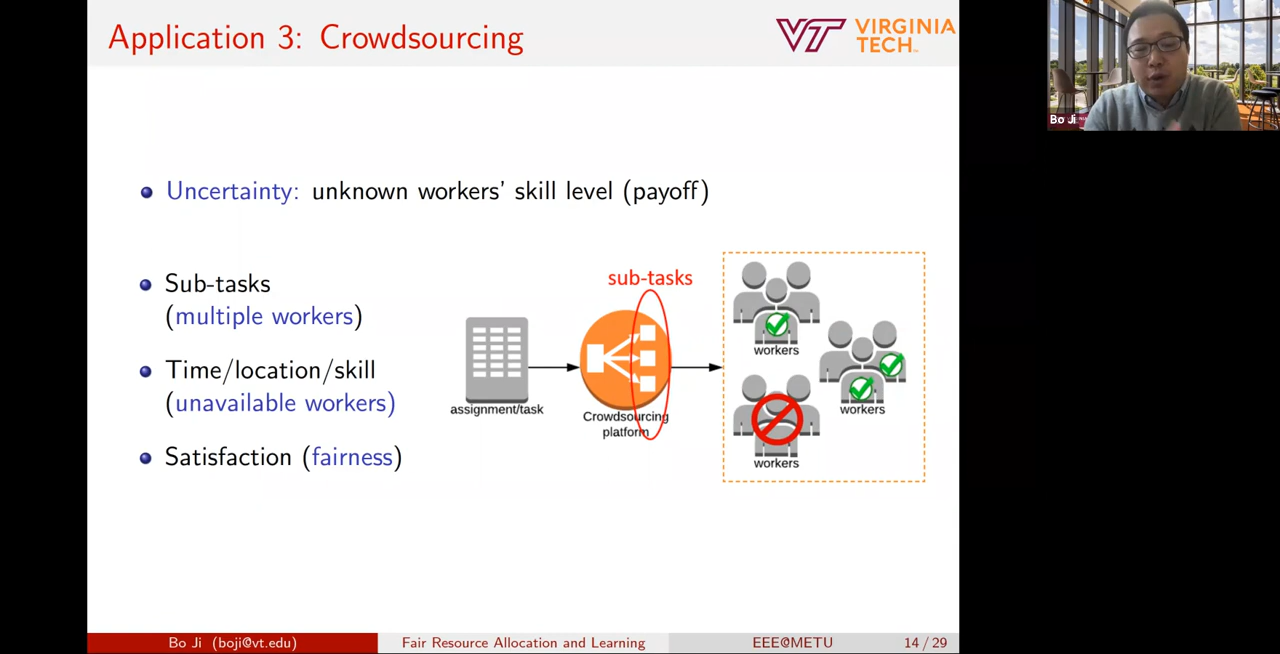 Application 3: Crowdsourcing
VIRGINIA
TECH
Bo Ji
Uncertainty: unknown workers' skill level (payoff)
Sub-tasks
(multiple workers)
Time/location/skill
(unavailable workers)
Satisfaction (fairness)
sub-tasks
assignment/task
Crowdsourcing
platform
workers
workers
workers
Bo Ji (boji@vt.edu)
Fair Resource Allocation and Learning
EEE@METU
14 / 29